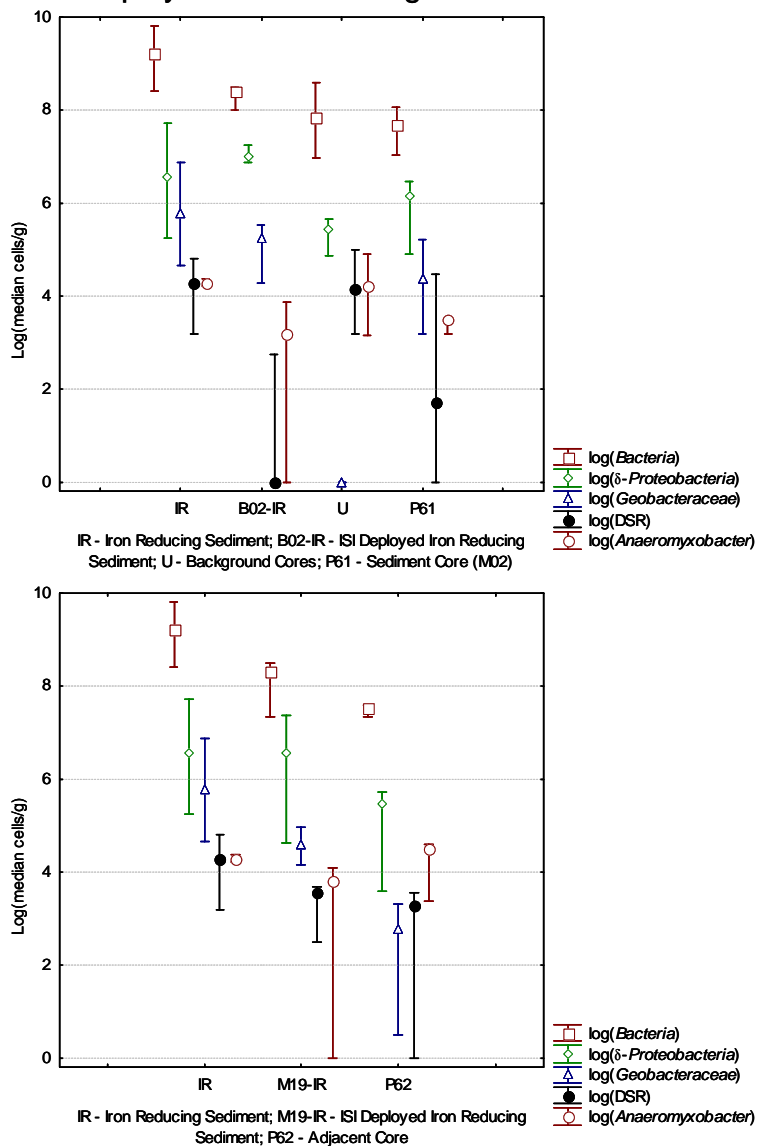 10
8
6
4
2
0
Log(median cells/g)
IR B02-IR U P61
IR - Iron Reducing Sediment; B02-IR - ISI Deployed Iron Reducing
Sediment; U - Background Cores; P61 - Sediment Core (M02)
log(Bacteria)
log(δ-Proteobacteria)
log(Geobacteraceae)
log(DSR)
log(Anaeromyxobacter)
10
8
6
4
2
0
Log(median cells/g)
IR M19-IR P62
IR - Iron Reducing Sediment; M19-IR - ISI Deployed Iron Reducing
Sediment; P62 - Adjacent Core
log(Bacteria)
log(δ-Proteobacteria)
log(Geobacteraceae)
log(DSR)
log(Anaeromyxobacter)